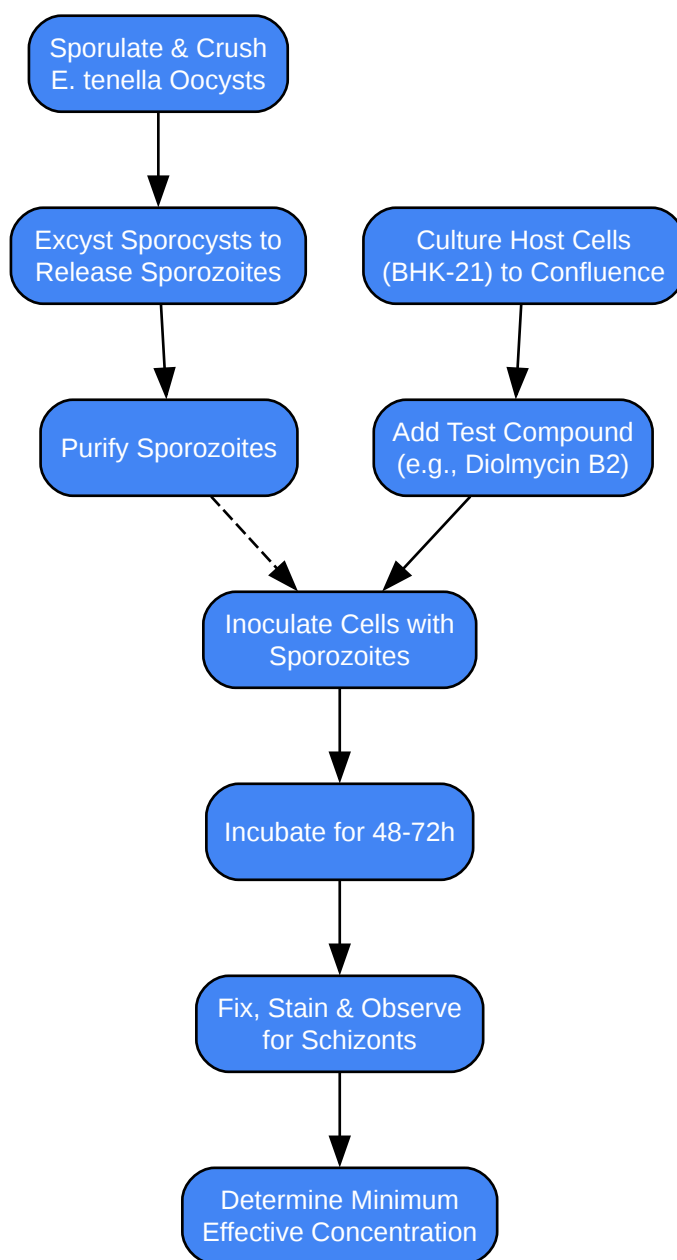 Sporulate & Crush
E. tenella Oocysts
Excyst Sporocysts to
Release Sporozoites
Culture Host Cells
(BHK-21) to Confluence
Purify Sporozoites
Add Test Compound
(e.g., Diolmycin B2)
Inoculate Cells with
Sporozoites
Incubate for 48-72h
Fix, Stain & Observe
for Schizonts
Determine Minimum
Effective Concentration